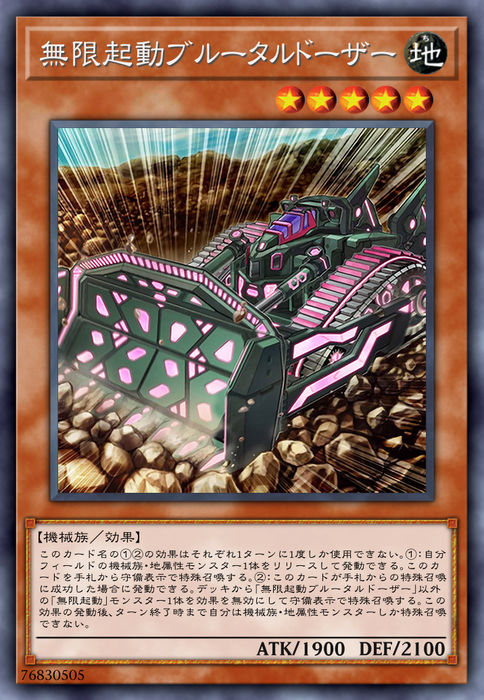 無限起動ブルータルドーザー
地
ち
【機械族／効果】
このカード名の①②の効果はそれぞれ1ターンに1度しか使用できない。①：自分
フィールドの機械族・地属性モンスター1体をリリースして発動できる。このカ
ードを手札から守備表示で特殊召喚する。②：このカードが手札からの特殊召喚
に成功した場合に発動できる。デッキから「無限起動ブルータルドーザー」以外
の「無限起動」モンスター1体を効果を無効にして守備表示で特殊召喚する。この
効果の発動後、ターン終了時まで自分は機械族・地属性モンスターしか特殊召喚
できない。
ATK/1900 DEF/2100
76830505